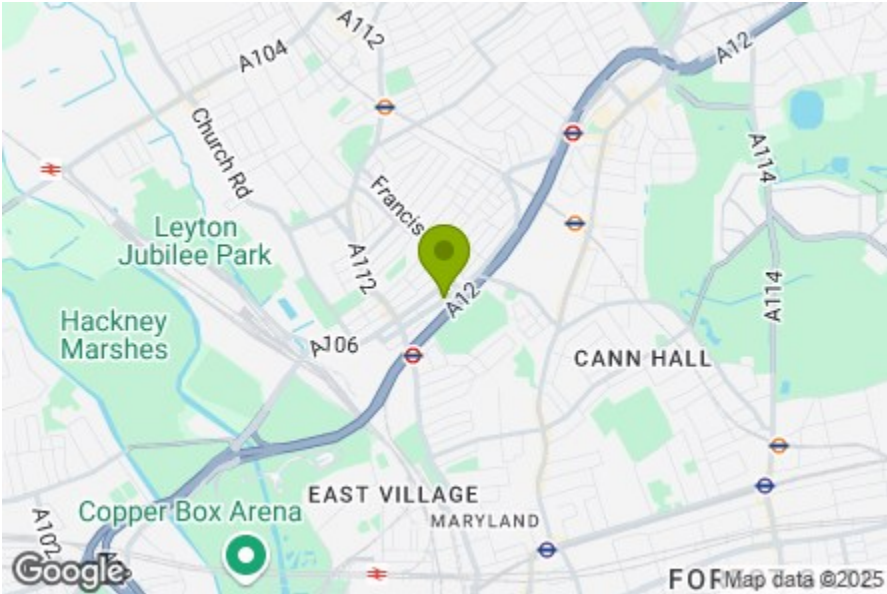 A112
A12
A104
Church Rd
A114
Francis
Leyton
Jubilee Park
A112
A12
A114
Hackney
Marshes
A106
CANN HALL
EAST VILLAGE
Copper Box Arena
MARYLAND
A102
Google
Map data ©2025